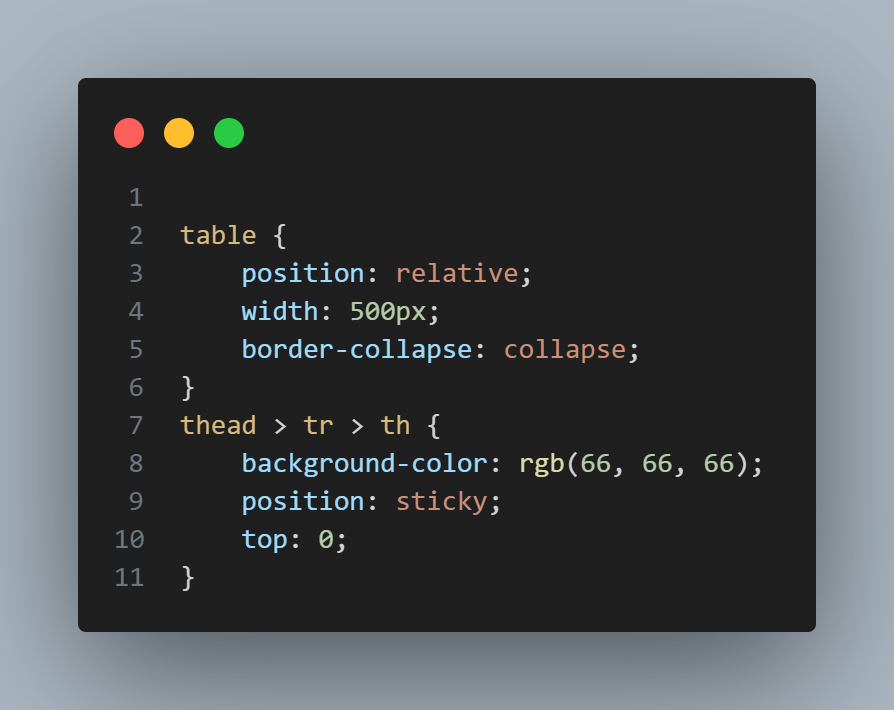 1
2 table {
3     position: relative;
4     width: 500px;
5     border-collapse: collapse;
6 }
7 thead > tr > th {
8     background-color: rgb(66, 66, 66);
9     position: sticky;
10     top: 0;
11 }